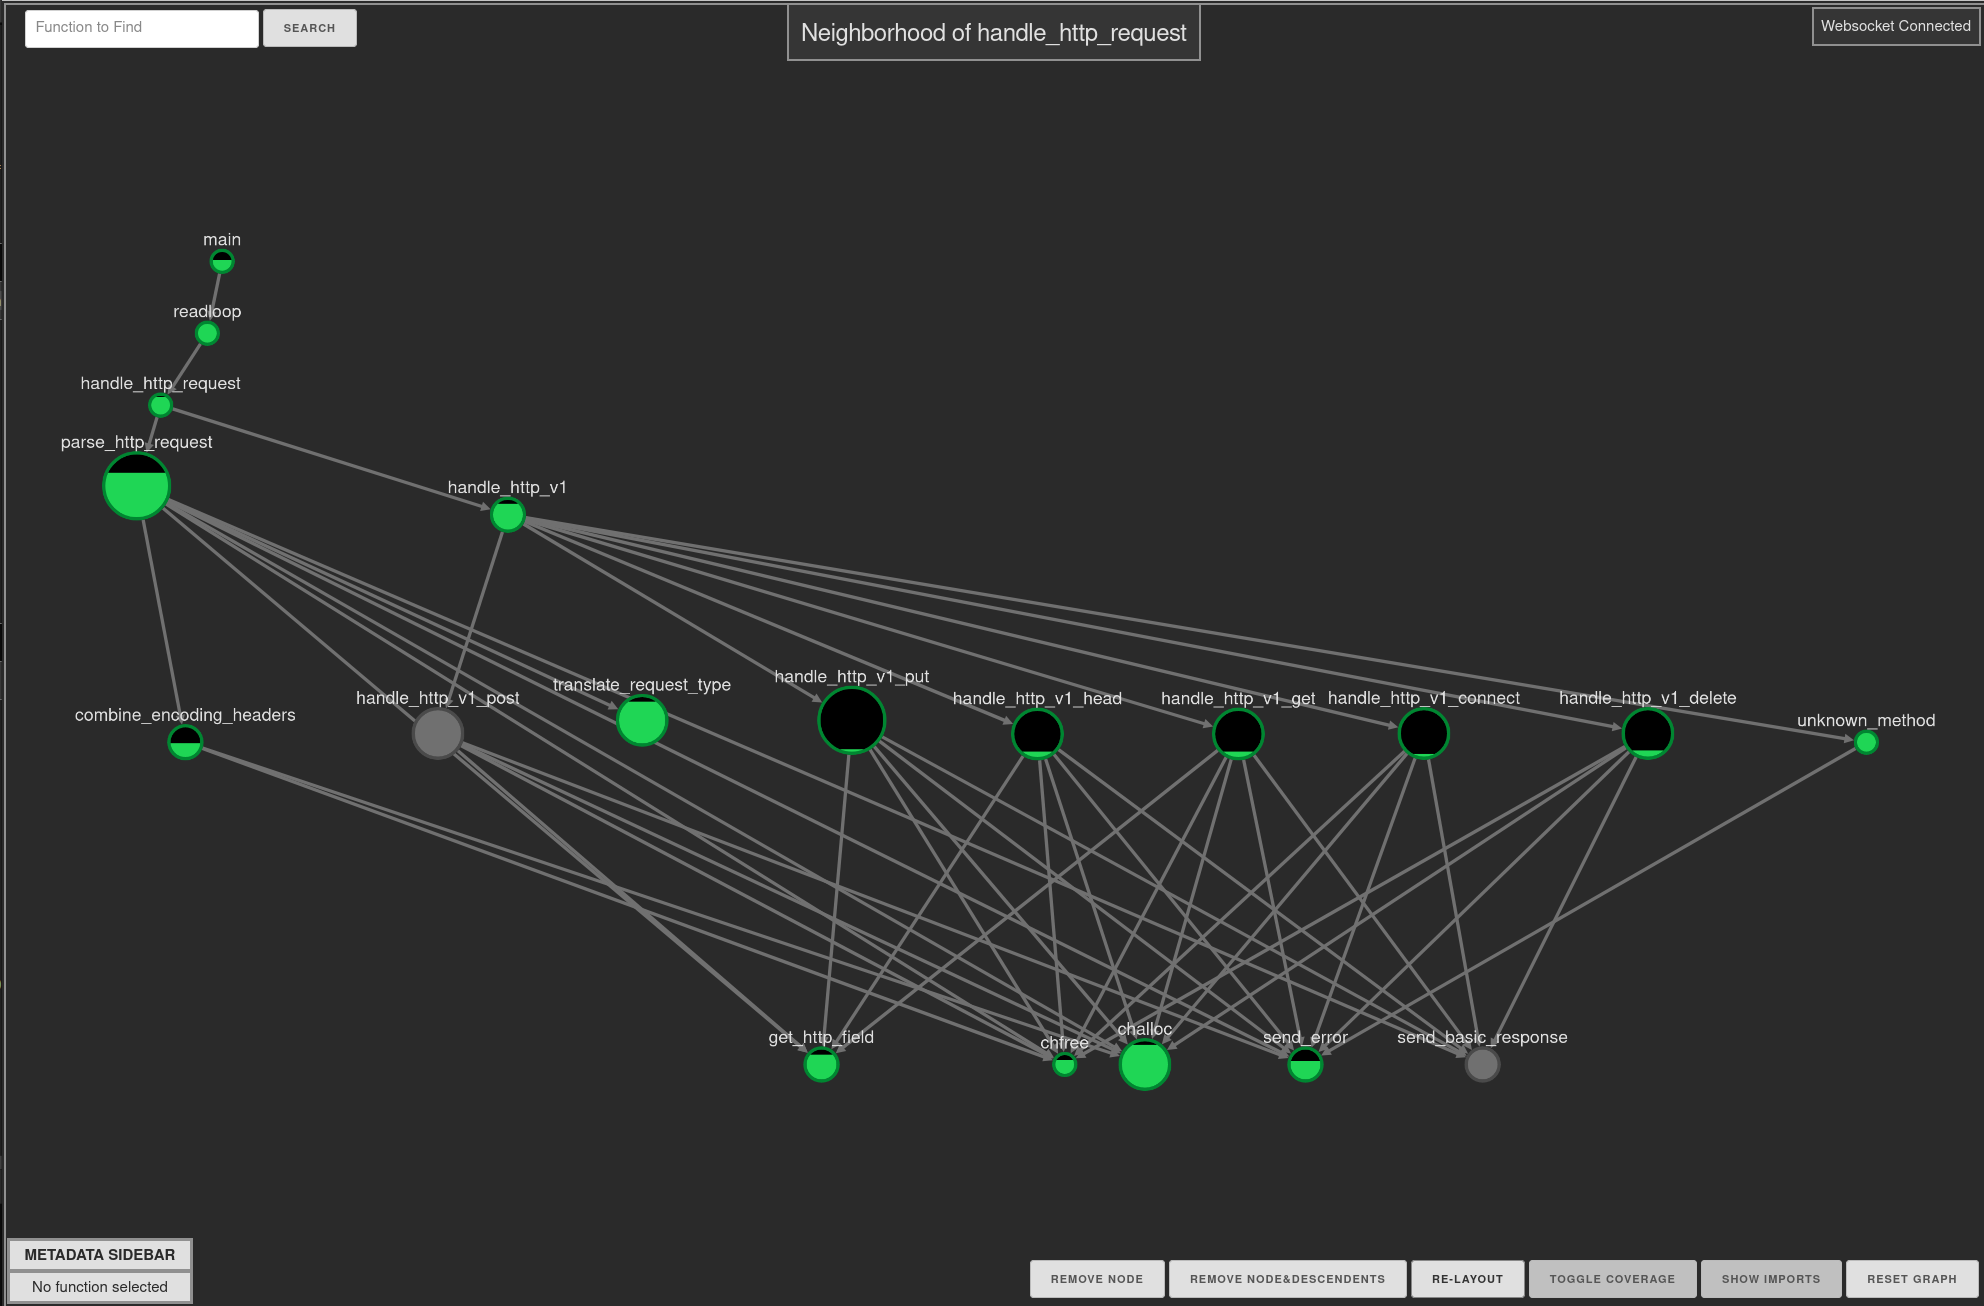 Function to Find
SEARCH
Neighborhood of handle_http_request
Websocket Connected
main
readloop
handle_http_request
parse_http_request
handle_http_v1
handle_http_v1_put
translate_request_type
handle_http_v1_post
handle_http_v1_head
handle_http_v1_get
handle_http_v1_connect
handle_http_v1_delete
combine_encoding_headers
unknown_method
get_http_field
chfree
challoc
send_error
send_basic_response
METADATA SIDEBAR
No function selected
REMOVE NODE
REMOVE NODE&DESCENDENTS
RE-LAYOUT
TOGGLE COVERAGE
SHOW IMPORTS
RESET GRAPH